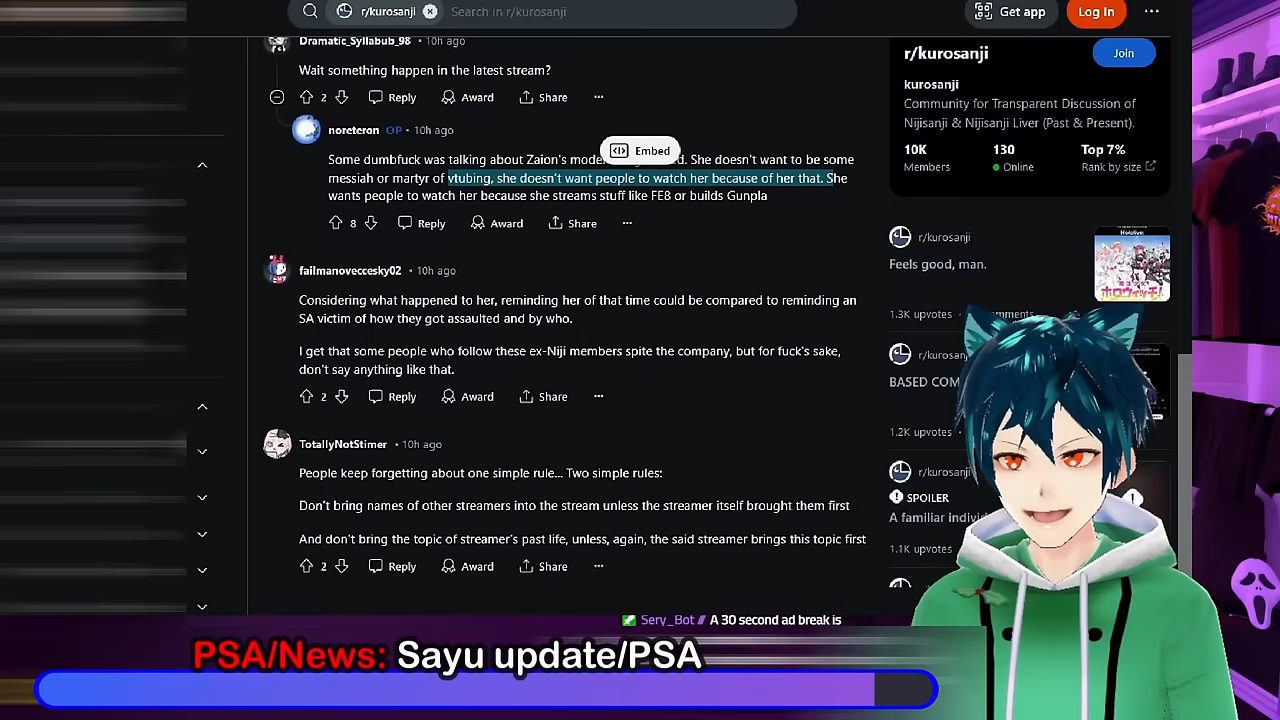 r/kurosanji
Search in r/kurosanji
Get app
Log In
Dramatic_Syllabub_98 • 10h ago
Wait something happen in the latest stream?
2 Reply Award Share
noreteron OP • 10h ago
Embed
Some dumbfuck was talking about Zaion's model d. She doesn't want to be some
messiah or martyr of vtubing, she doesn't want people to watch her because of her that. She
wants people to watch her because she streams stuff like FE8 or builds Gunpla
8 Reply Award Share
failmanoveccesky02 • 10h ago
Considering what happened to her, reminding her of that time could be compared to reminding an
SA victim of how they got assaulted and by who.
I get that some people who follow these ex-Niji members spite the company, but for fuck's sake,
don't say anything like that.
2 Reply Award Share
TotallyNotStimer • 10h ago
People keep forgetting about one simple rule... Two simple rules:
Don't bring names of other streamers into the stream unless the streamer itself brought them first
And don't bring the topic of streamer's past life, unless, again, the said streamer brings this topic first
2 Reply Award Share
r/kurosanji
Join
kurosanji
Community for Transparent Discussion of
Nijisanji & Nijisanji Liver (Past & Present).
10K 130 Top 7%
Members Online Rank by size
r/kurosanji
Feels good, man.
Hololive:
ホロウィッチ!
1.3K upvotes
r/kurosanji
BASED COM
1.2K upvotes
r/kurosanji
SPOILER
A familiar individ
1.1K upvotes
Sery_Bot // A 30 second ad break is
PSA/News: Sayu update/PSA